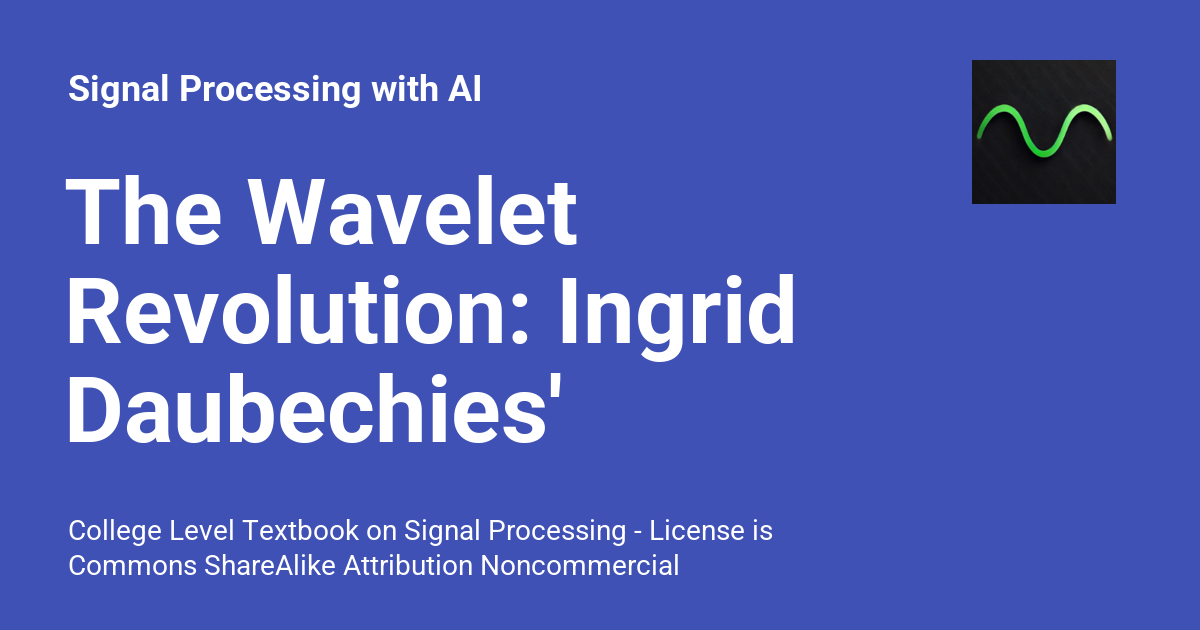 Signal Processing with AI
The Wavelet
Revolution: Ingrid
Daubechies'
College Level Textbook on Signal Processing - License is
Commons ShareAlike Attribution Noncommercial